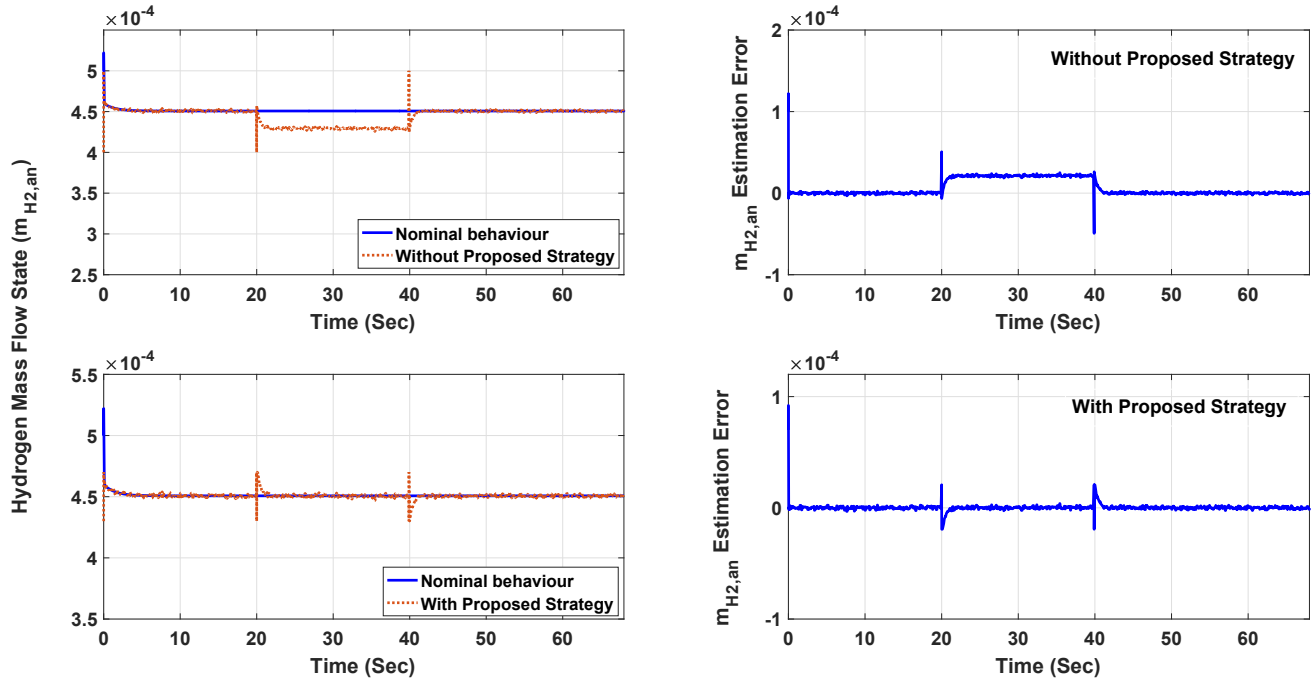 Hydrogen Mass Flow State (m_H2,an)
×10^-4
5
4.5
4
3.5
3
2.5
0 10 20 30 40 50 60
Time (Sec)
Nominal behaviour
Without Proposed Strategy
×10^-4
m_H2,an Estimation Error
2
1
0
-1
0 10 20 30 40 50 60
Time (Sec)
Without Proposed Strategy
×10^-4
5.5
5
4.5
4
3.5
0 10 20 30 40 50 60
Time (Sec)
Nominal behaviour
With Proposed Strategy
×10^-4
m_H2,an Estimation Error
1
0
-1
0 10 20 30 40 50 60
Time (Sec)
With Proposed Strategy